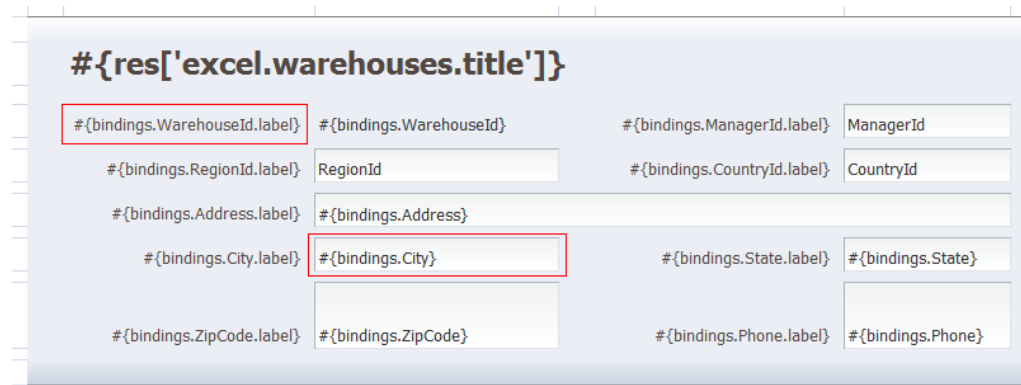 #{res['excel.warehouses.title']}
#{bindings.WarehouseId.label} #{bindings.WarehouseId} #{bindings.ManagerId.label} ManagerId
#{bindings.RegionId.label} RegionId #{bindings.CountryId.label} CountryId
#{bindings.Address.label} #{bindings.Address}
#{bindings.City.label} #{bindings.City} #{bindings.State.label} #{bindings.State}
#{bindings.ZipCode.label} #{bindings.ZipCode} #{bindings.Phone.label} #{bindings.Phone}